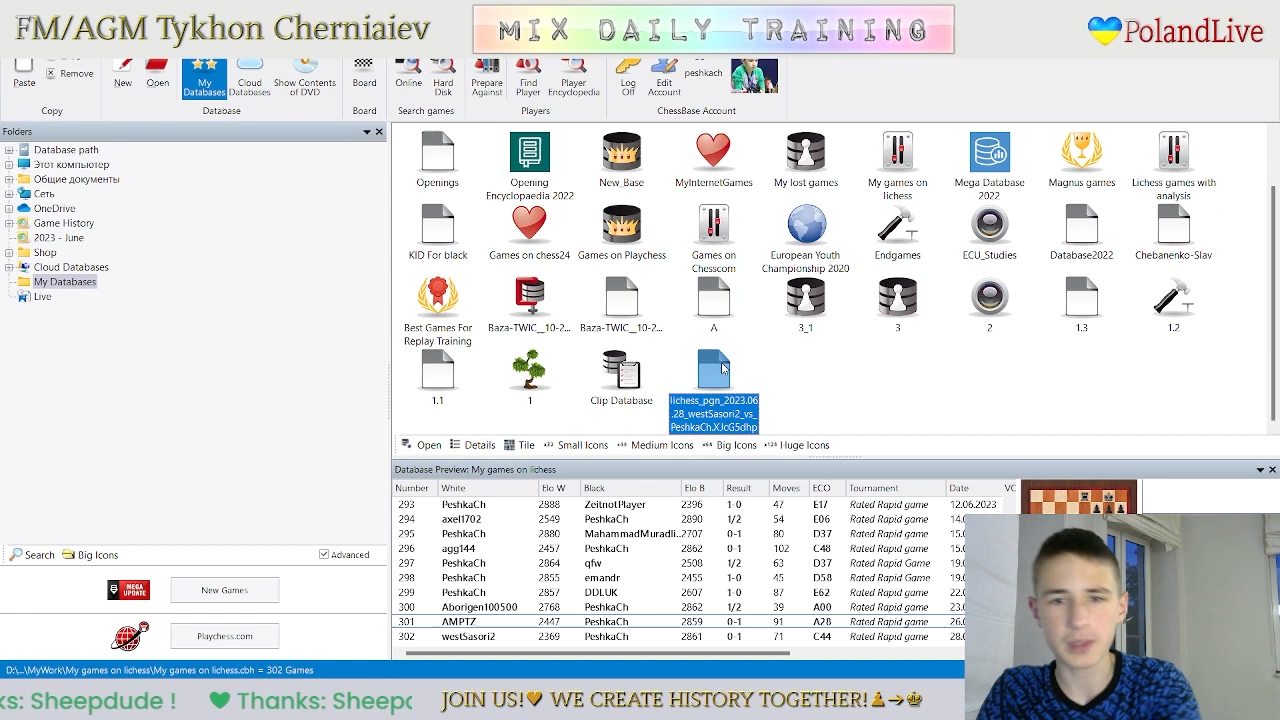 FM/AGM Tykhon Cherniaiev
MIX DAILY TRAINING
PolandLive
Paste
Remove
New
Open
My Databases
Cloud Databases
Show Contents of DVD
Board
Online
Hard Disk
Prepare Against
Find Player
Player Encyclopedia
Log Off
Edit Account
peshkach
Copy
Database
Board
Search games
Players
ChessBase Account
Folders
Database path
Этот компьютер
Общие документы
Сеть
OneDrive
Game History
2023 - June
Shop
Cloud Databases
My Databases
Live
Search
Big Icons
Advanced
MEGA UPDATE
New Games
Playchess.com
Openings
Opening Encyclopaedia 2022
New_Base
MyInternetGames
My lost games
My games on lichess
Mega Database 2022
Magnus games
Lichess games with analysis
KID For black
Games on chess24
Games on Playchess
Games on Chesscom
European Youth Championship 2020
Endgames
ECU_Studies
Database2022
Chebanenko-Slav
Best Games For Replay Training
Baza-TWIC__10-2...
Baza-TWIC__10-2...
A
3_1
3
2
1.3
1.2
1.1
1
Clip Database
lichess_pgn_2023.06
.28_westSasori2_vs_
PeshkaCh.XJcG5dhp
Open Details Tile Small Icons Medium Icons Big Icons Huge Icons
Database Preview: My games on lichess
Number White Elo W Black Elo B Result Moves ECO Tournament Date VC
293 PeshkaCh 2888 ZeitnotPlayer 2396 1-0 47 E17 Rated Rapid game 12.06.2023
294 axel1702 2549 PeshkaCh 2890 1/2 54 E06 Rated Rapid game 14.0
295 PeshkaCh 2880 MahammadMuradli... 2707 0-1 80 D37 Rated Rapid game
296 agg144 2457 PeshkaCh 2862 0-1 102 C48 Rated Rapid game
297 PeshkaCh 2864 qfw 2508 1/2 63 D37 Rated Rapid Game
298 PeshkaCh 2855 emandr 2455 1-0 45 Rated Rapid Game
299 PeshkaCh 2857 DDLUK 2607 1-0 87 E62 Rated Rapid game
300 Aborigen100500 2768 PeshkaCh 2862 1/2 39 A00 Rated Rapid game
301 AMPTZ 2447 PeshkaCh 2859 0-1 91 A28 Rated Rapid game
302 westSasori2 2369 PeshkaCh 2861 0-1 71 C44 Rated Rapid game
D:\...\MyWork\My games on lichess\My games on lichess.cbh = 302 Games
ks: Sheepdude ! Thanks: Sheepd
JOIN US! WE CREATE HISTORY TOGETHER!